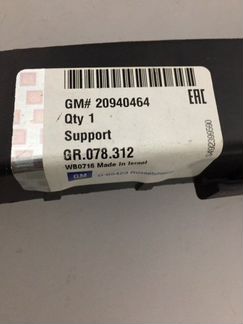 GM# 20940464
EAC
Qty 1
Support
GR.078.312
WB0716 Made in Israel
GM